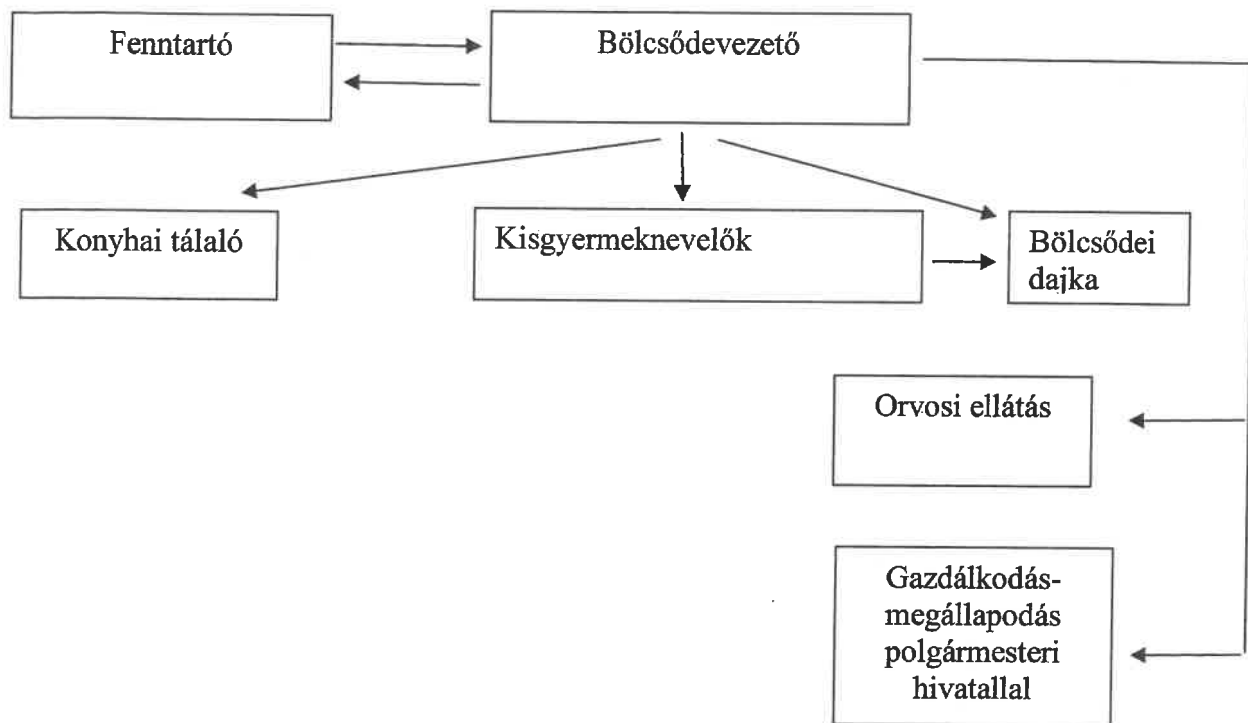 Fenntartó
Bölcsődevezető
Konyhai tálaló
Kisgyermeknevelők
Bölcsődei
dajka
Orvosi ellátás
Gazdálkodás-
megállapodás
polgármesteri
hivatallal